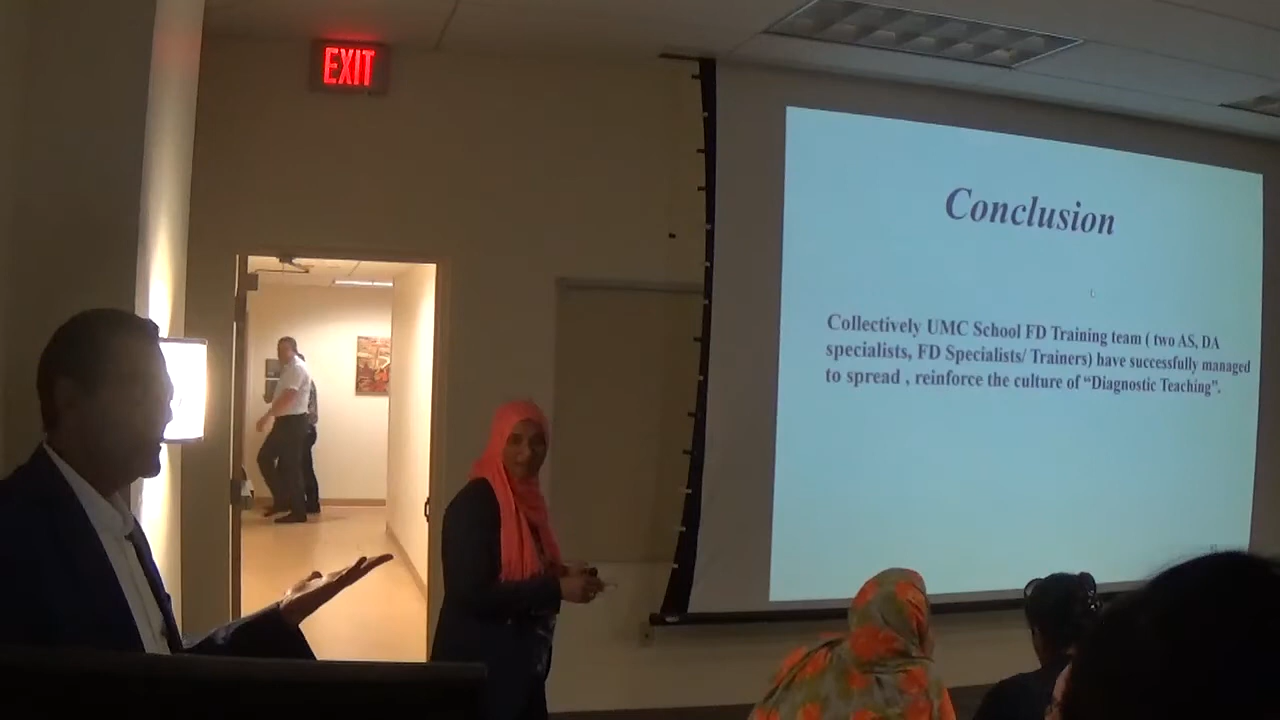 EXIT
Conclusion
Collectively UMC School FD Training team ( two AS, DA
specialists, FD Specialists/ Trainers) have successfully managed
to spread , reinforce the culture of “Diagnostic Teaching”.